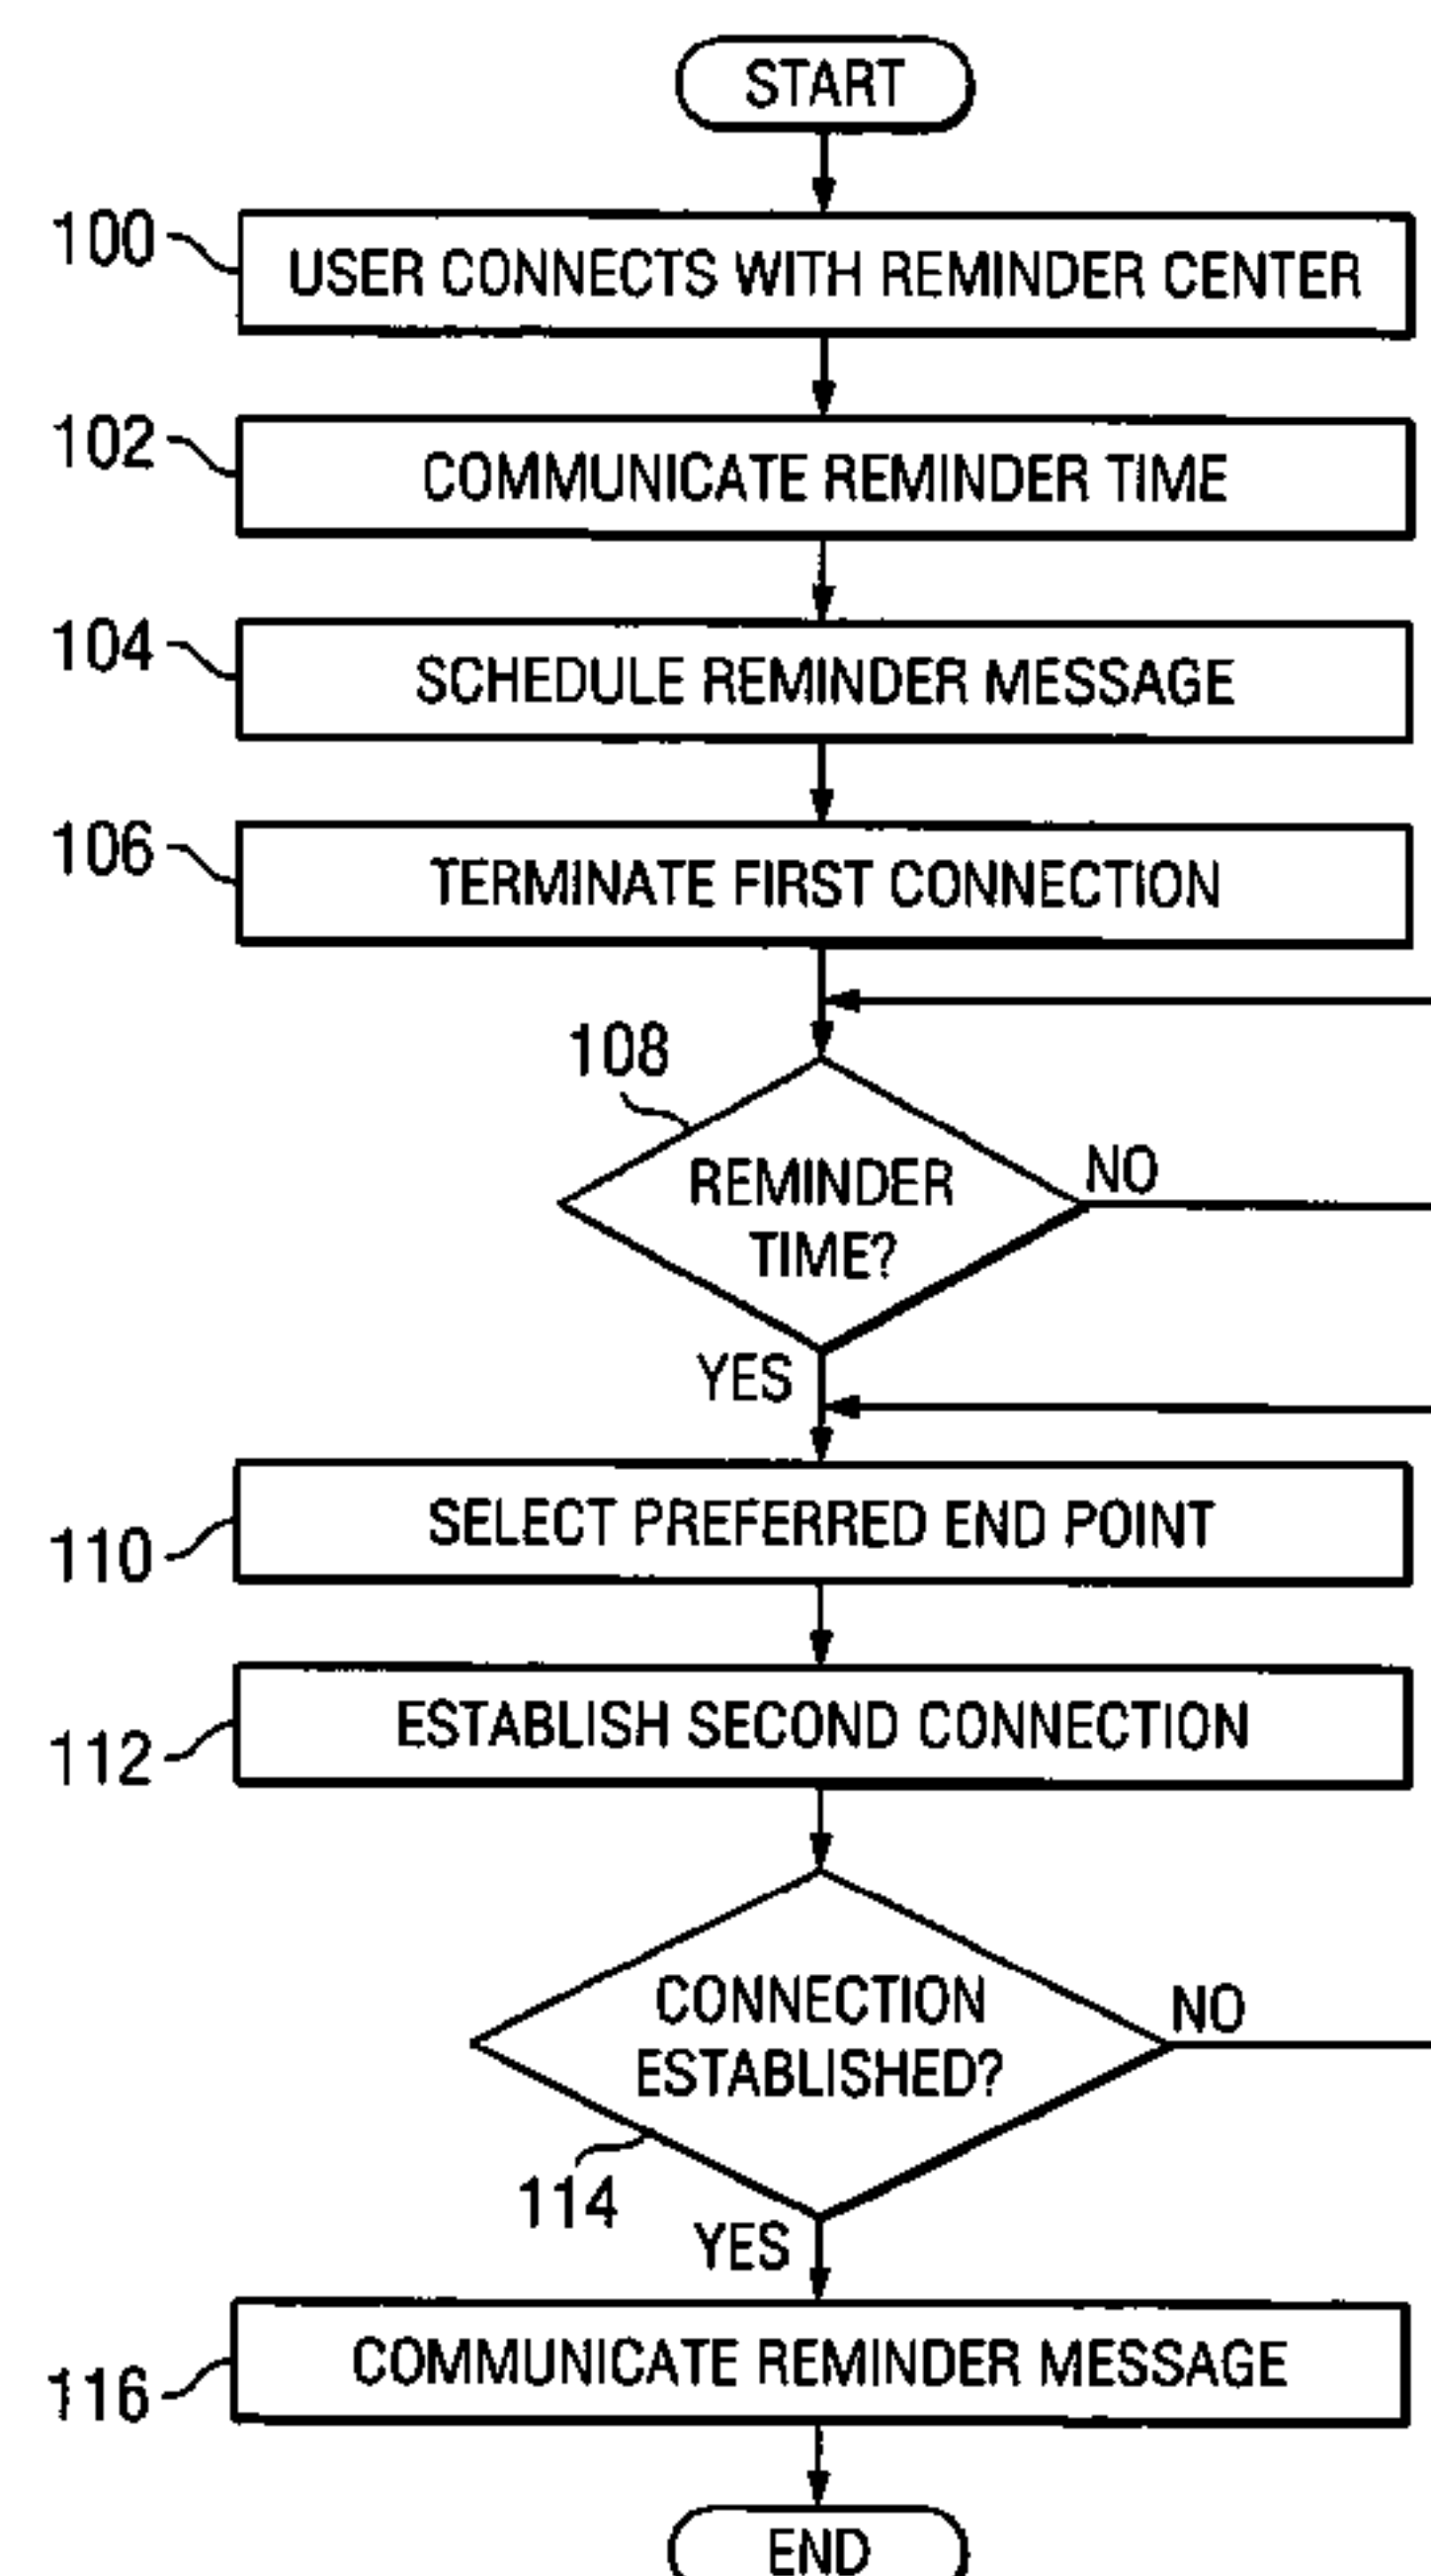 START
100
USER CONNECTS WITH REMINDER CENTER
102
COMMUNICATE REMINDER TIME
104
SCHEDULE REMINDER MESSAGE
106
TERMINATE FIRST CONNECTION
108
REMINDER
TIME?
NO
YES
110
SELECT PREFERRED END POINT
112
ESTABLISH SECOND CONNECTION
CONNECTION
ESTABLISHED?
NO
114
YES
116
COMMUNICATE REMINDER MESSAGE
END